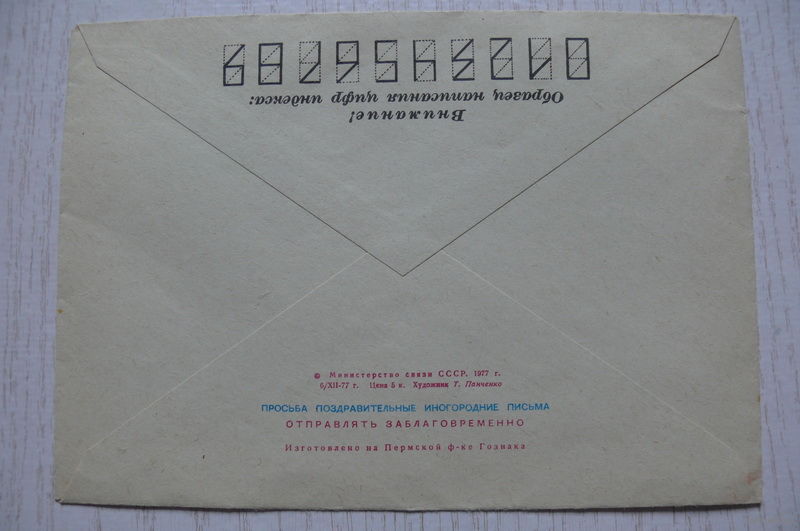 Внимание!
Образец написания цифр индекса:
0123456789
© Министерство связи СССР. 1977 г.
6/XII-77 г. Цена 5 к. Художник Т. Панченко
ПРОСЬБА ПОЗДРАВИТЕЛЬНЫЕ ИНОГОРОДНИЕ ПИСЬМА
ОТПРАВЛЯТЬ ЗАБЛАГОВРЕМЕННО
Изготовлено на Пермской ф-ке Гознака